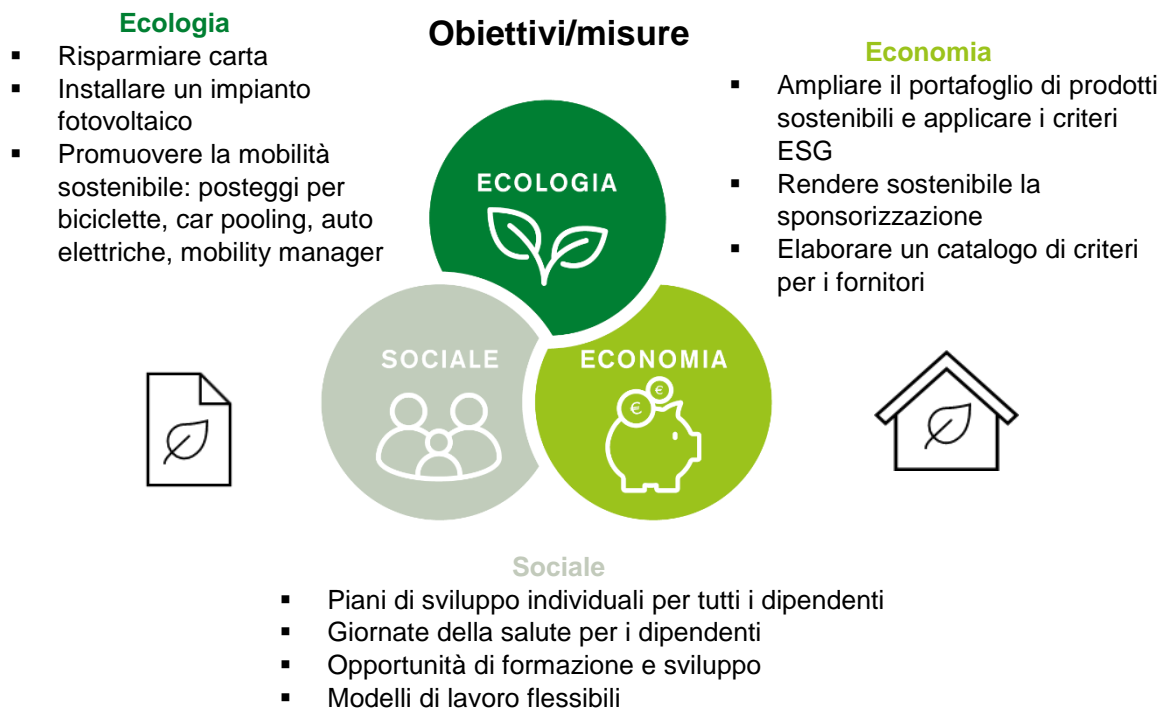 Obiettivi/misure
Ecologia
▪ Risparmiare carta
▪ Installare un impianto
fotovoltaico
▪ Promuovere la mobilità
sostenibile: posteggi per
biciclette, car pooling, auto
elettriche, mobility manager
Economia
▪ Ampliare il portafoglio di prodotti
sostenibili e applicare i criteri
ESG
▪ Rendere sostenibile la
sponsorizzazione
▪ Elaborare un catalogo di criteri
per i fornitori
ECOLOGIA
SOCIALE
ECONOMIA
€
€
Sociale
▪ Piani di sviluppo individuali per tutti i dipendenti
▪ Giornate della salute per i dipendenti
▪ Opportunità di formazione e sviluppo
▪ Modelli di lavoro flessibili